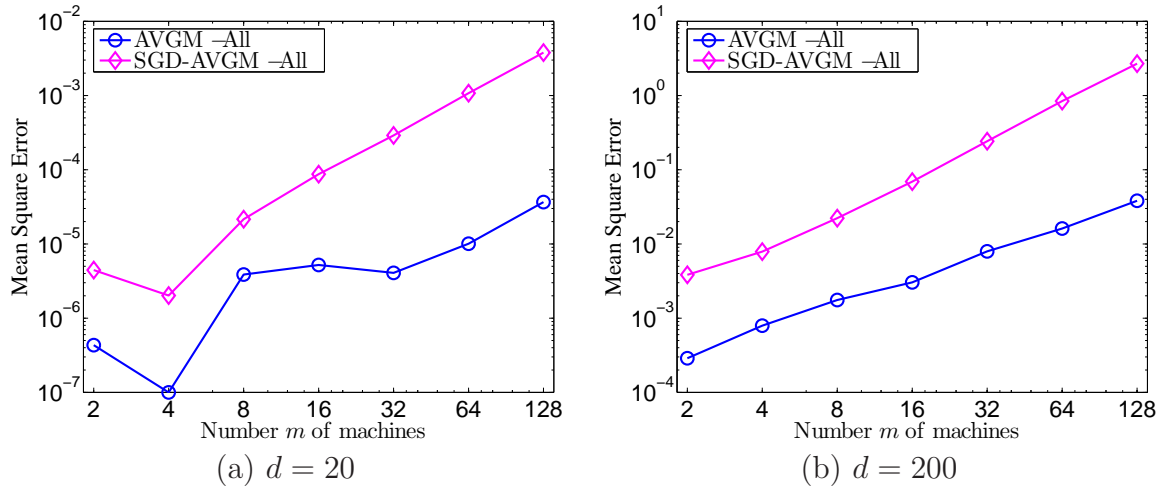 10^-2
10^-3
10^-4
10^-5
10^-6
10^-7
Mean Square Error
AVGM –All
SGD-AVGM –All
2 4 8 16 32 64 128
Number m of machines
(a) d = 20
10^1
10^0
10^-1
10^-2
10^-3
10^-4
Mean Square Error
AVGM –All
SGD-AVGM –All
2 4 8 16 32 64 128
Number m of machines
(b) d = 200